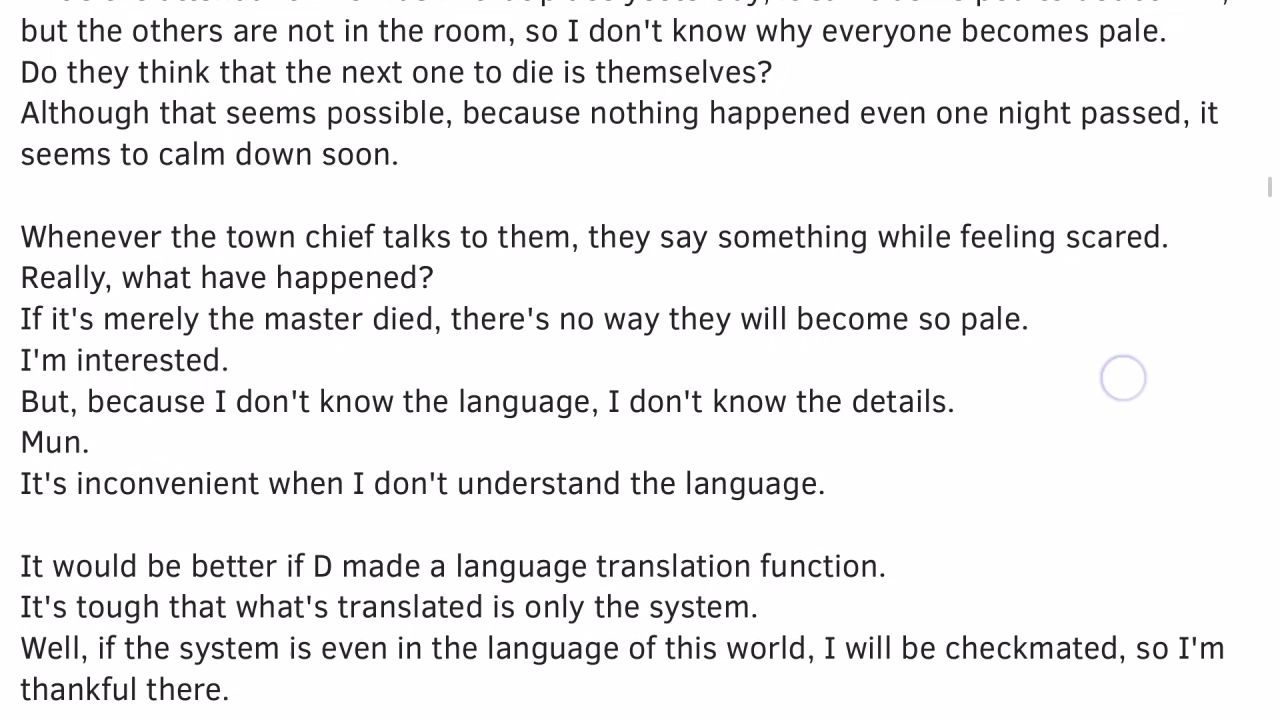 but the others are not in the room, so I don't know why everyone becomes pale.
Do they think that the next one to die is themselves?
Although that seems possible, because nothing happened even one night passed, it
seems to calm down soon.
Whenever the town chief talks to them, they say something while feeling scared.
Really, what have happened?
If it's merely the master died, there's no way they will become so pale.
I'm interested.
But, because I don't know the language, I don't know the details.
Mun.
It's inconvenient when I don't understand the language.
It would be better if D made a language translation function.
It's tough that what's translated is only the system.
Well, if the system is even in the language of this world, I will be checkmated, so I'm
thankful there.